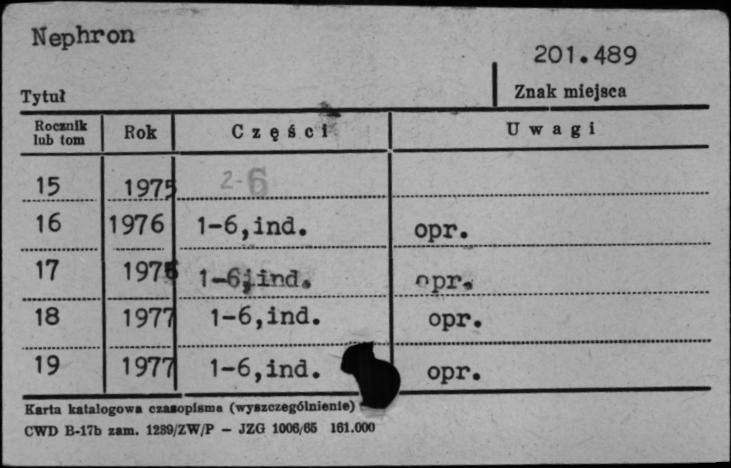 Nephron
201.489
Tytuł Znak miejsca
Rocznik lub tom Rok Części Uwagi
15 1975 2-6
16 1976 1-6,ind. opr.
17 1-6,ind. opr.
18 1977 1-6,ind. opr.
19 1977 1-6,ind. opr.
Karta katalogowa czasopisma (wyszczególnienie)
CWD B-17b zam. 1239/ZW/P — JZG 1006/65 161.000